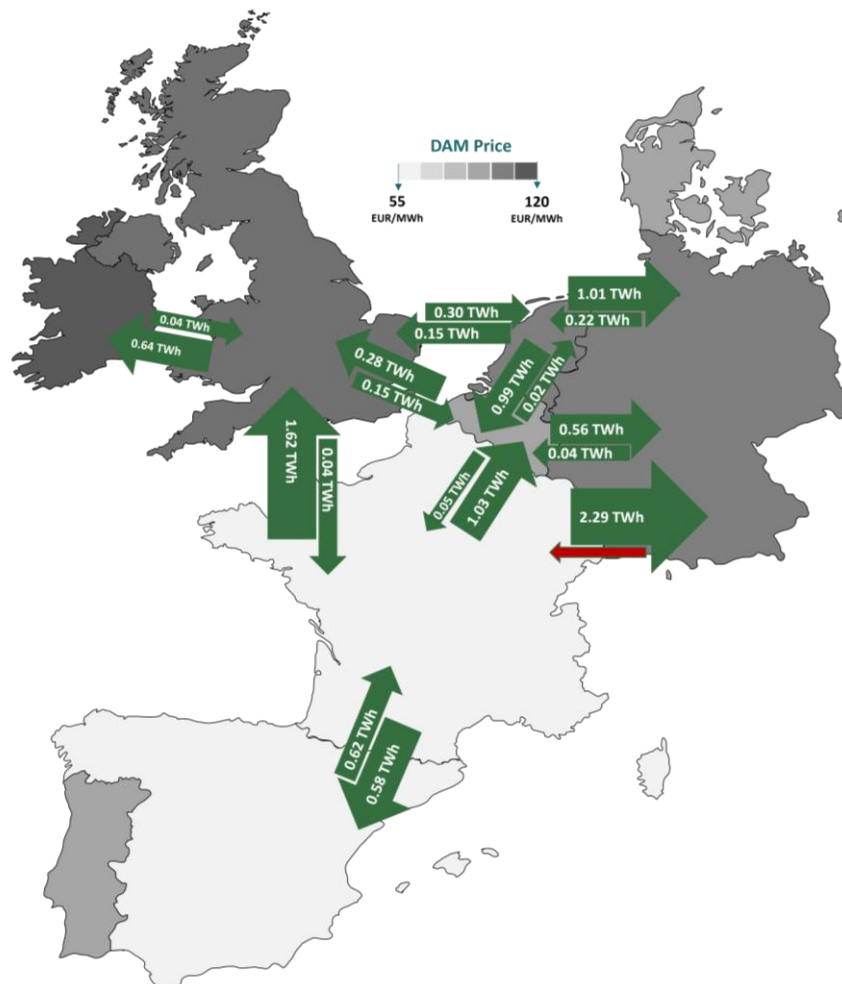 DAM Price
55
EUR/MWh
120
EUR/MWh
1.01 TWh
0.30 TWh
0.22 TWh
0.04 TWh
0.15 TWh
0.64 TWh
0.28 TWh
0.99 TWh
0.02 TWh
0.15 TWh
1.62 TWh
0.04 TWh
0.56 TWh
0.04 TWh
0.05 TWh
1.03 TWh
2.29 TWh
0.62 TWh
0.58 TWh